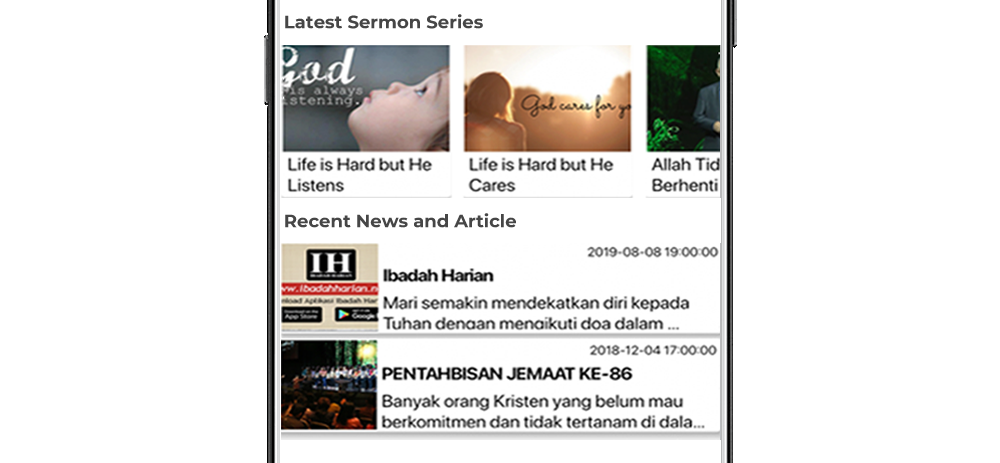 Latest Sermon Series
God
is always
listening.
God cares for yo
Life is Hard but He
Listens
Life is Hard but He
Cares
Allah Tid
Berhenti
Recent News and Article
2019-08-08 19:00:00
IH
Ibadah Harian
www.ibadahharian.n
nload Aplikasi Ibadah Har
App Store
Google
Mari semakin mendekatkan diri kepada
Tuhan dengan mengikuti doa dalam ...
2018-12-04 17:00:00
PENTAHBISAN JEMAAT KE-86
Banyak orang Kristen yang belum mau
berkomitmen dan tidak tertanam di dala...